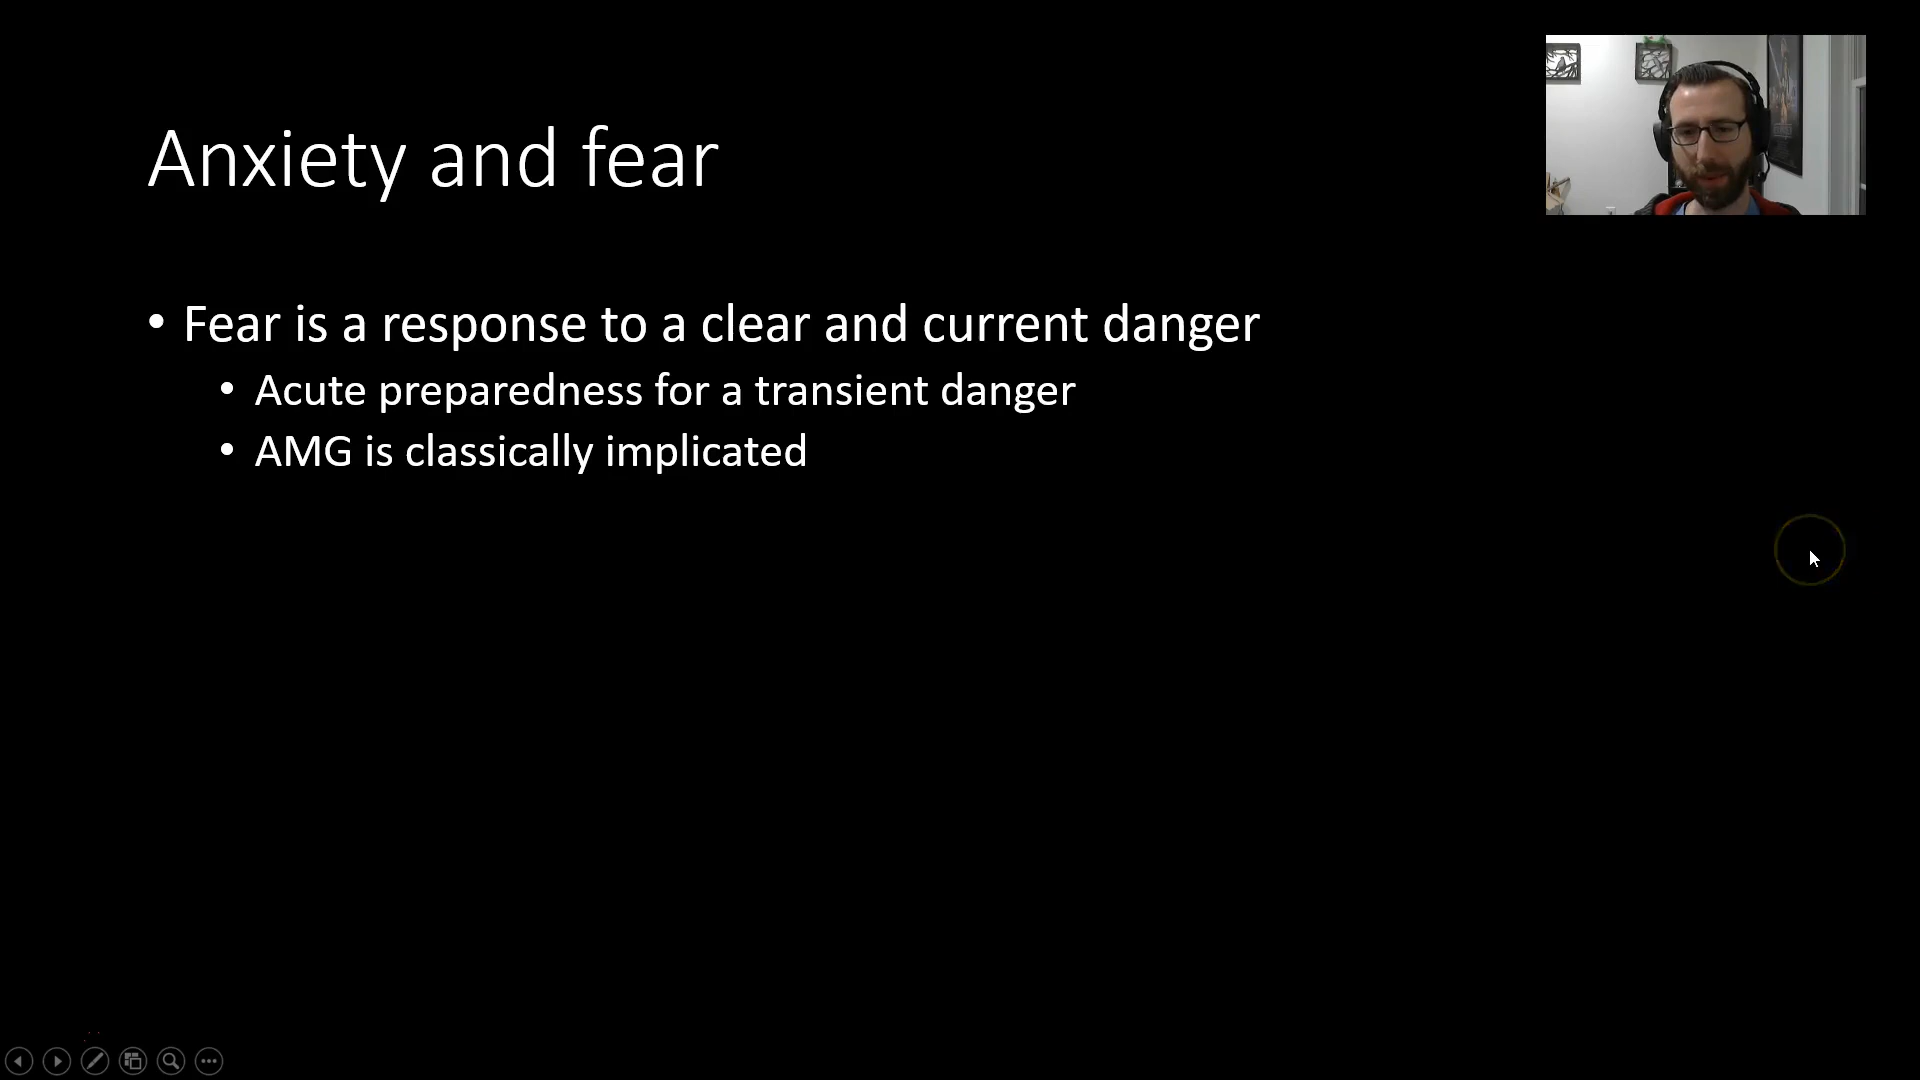 Anxiety and fear
• Fear is a response to a clear and current danger
• Acute preparedness for a transient danger
• AMG is classically implicated